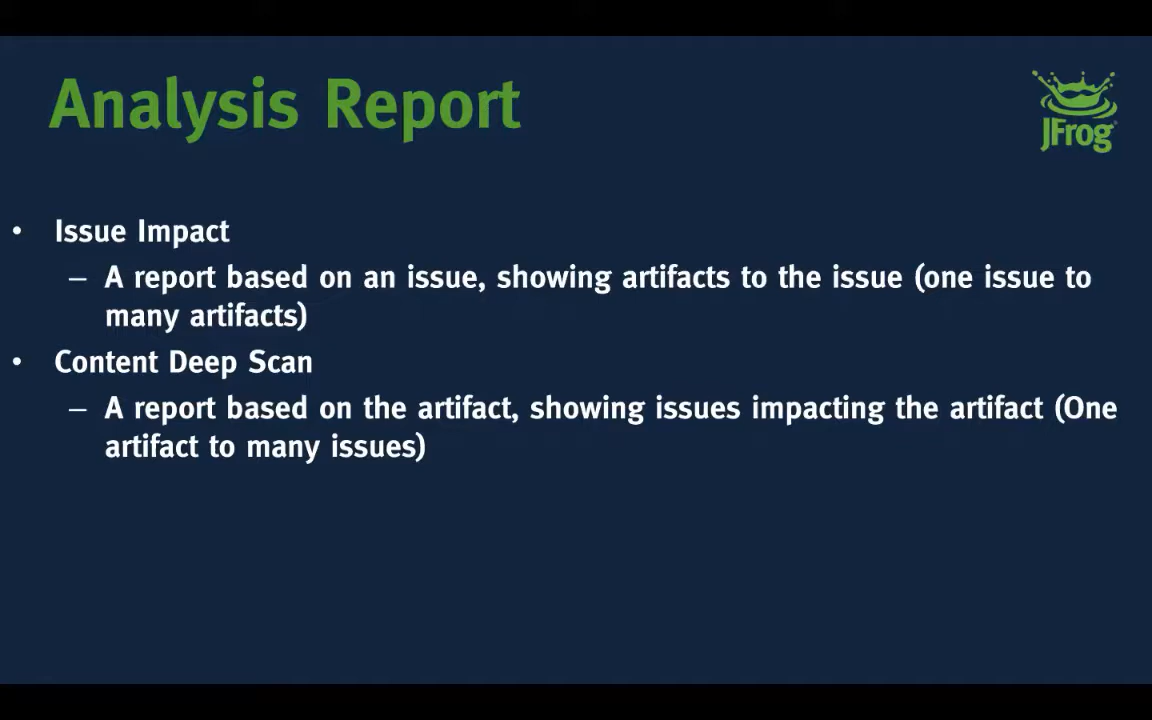 Analysis Report
JFrog
• Issue Impact
– A report based on an issue, showing artifacts to the issue (one issue to
many artifacts)
• Content Deep Scan
– A report based on the artifact, showing issues impacting the artifact (One
artifact to many issues)